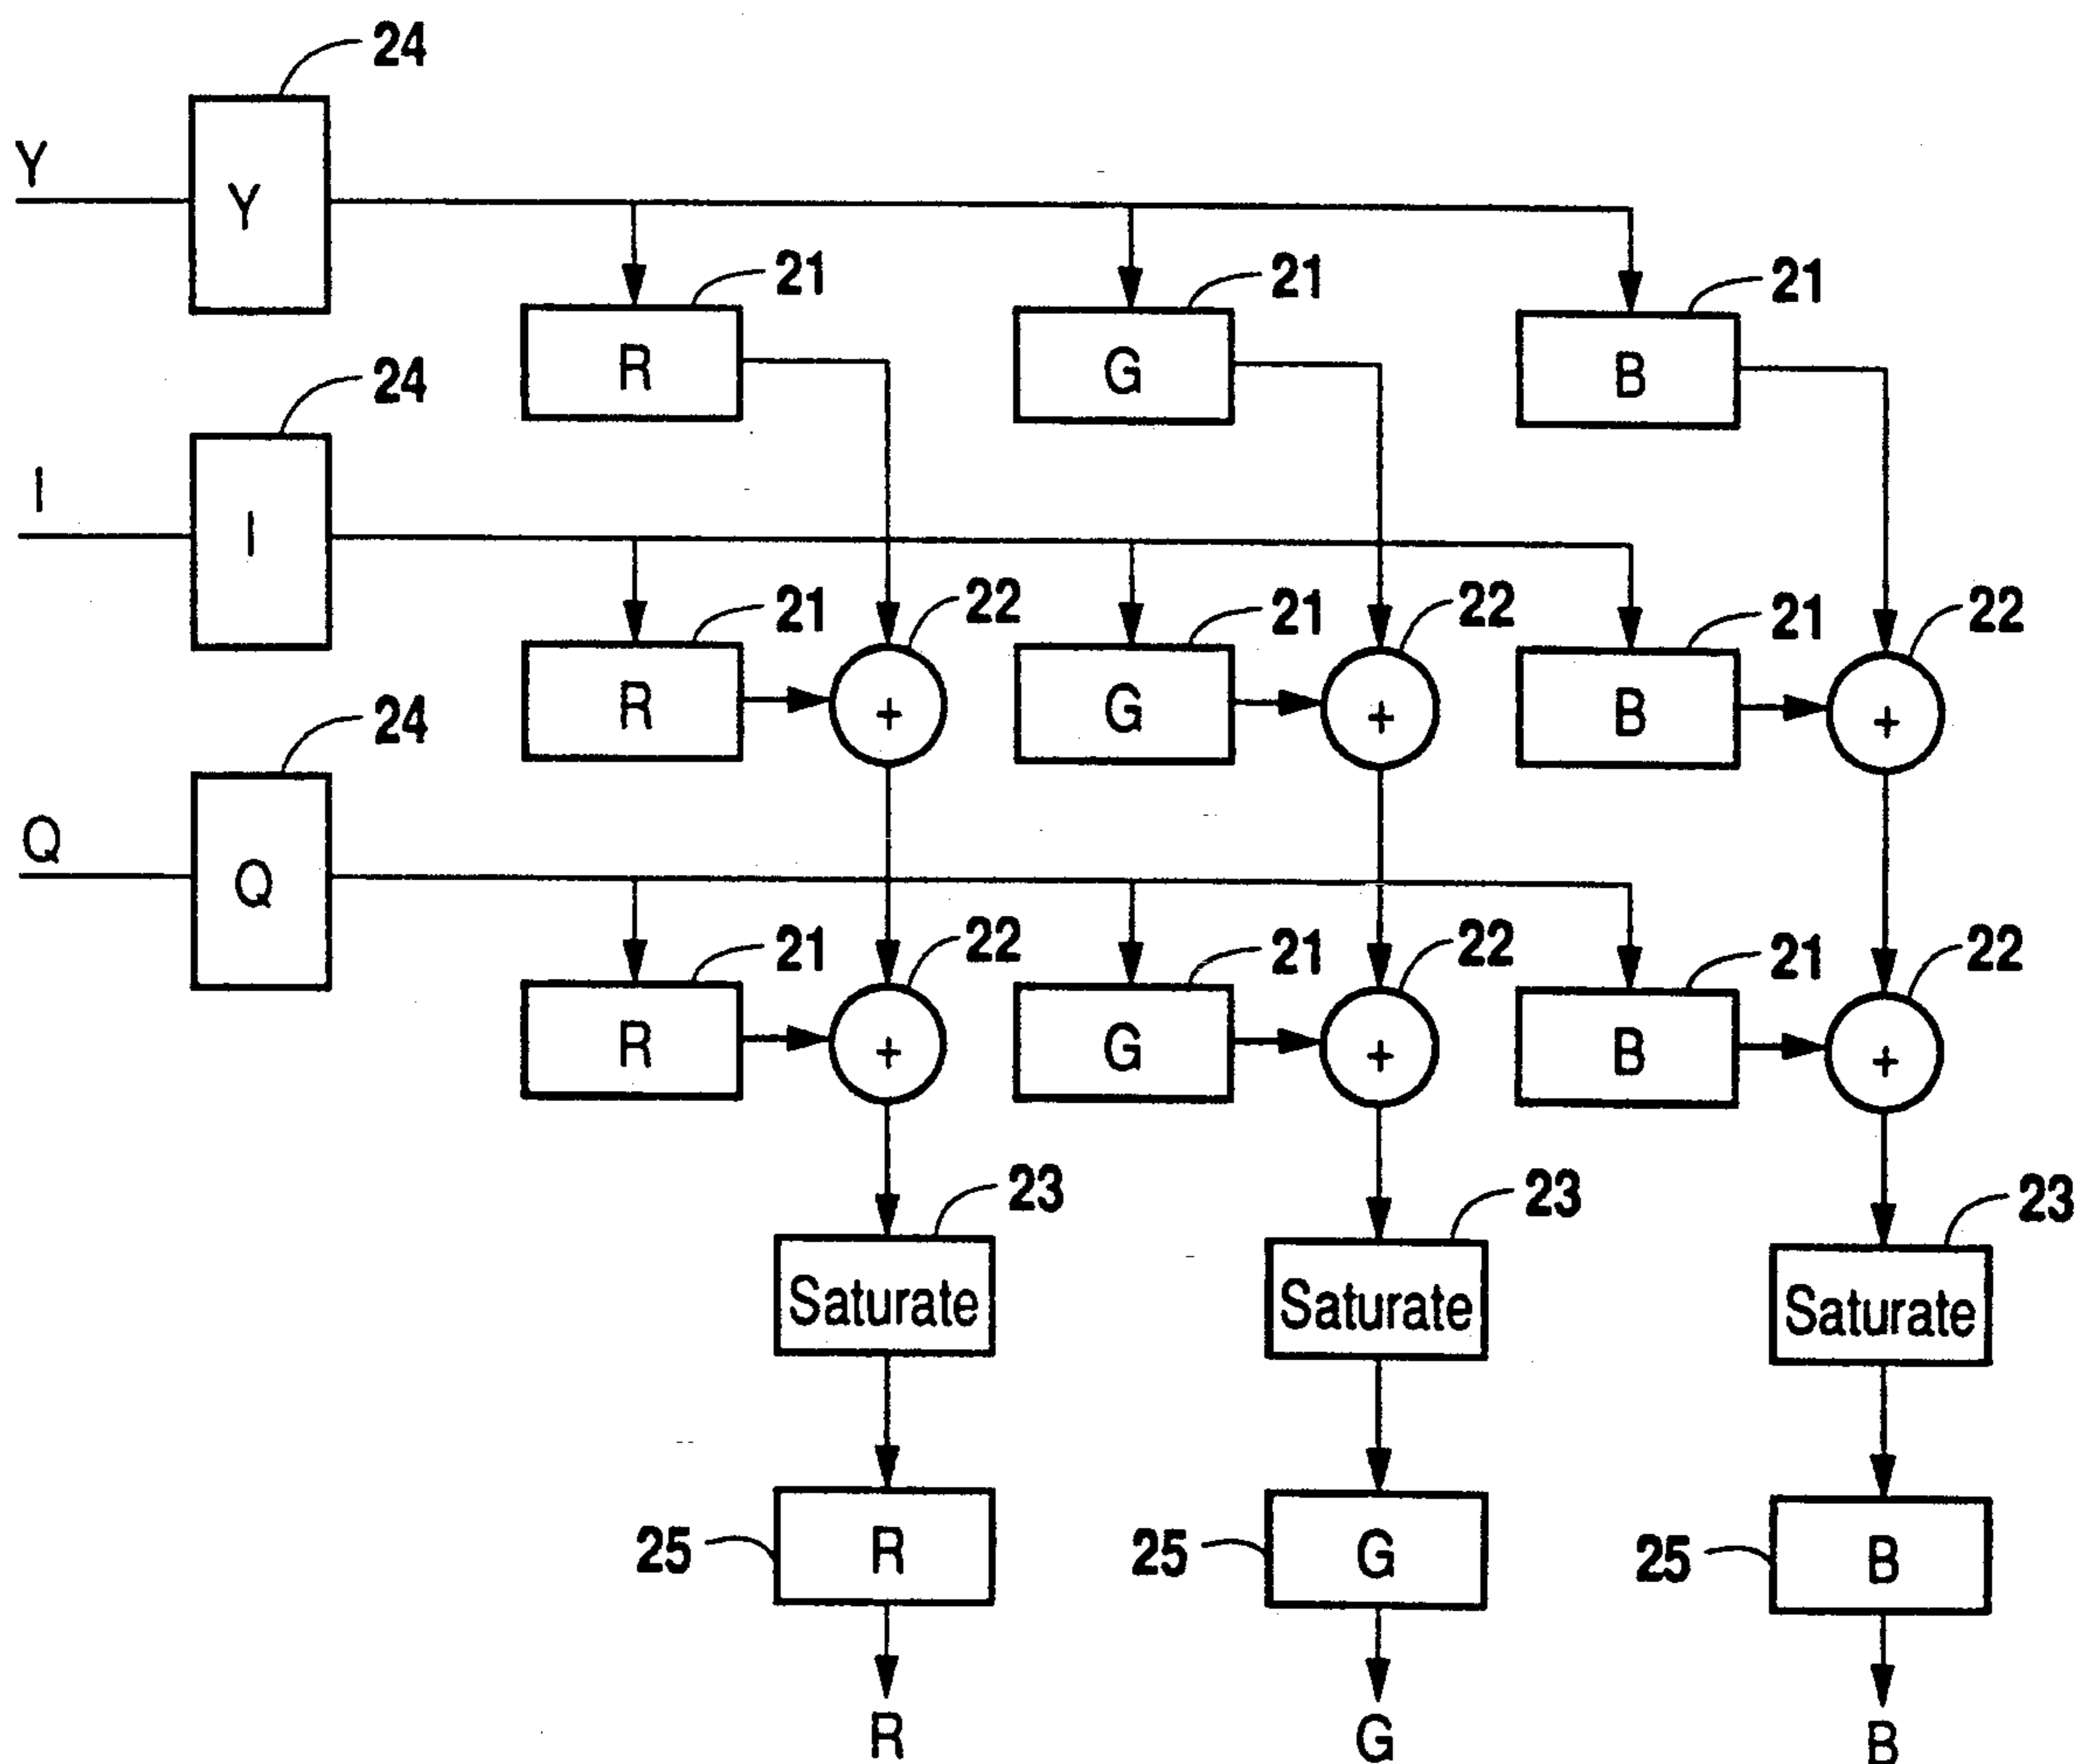 24
Y
Y
21 21 21
R G B
24
I
I
21 22 21 22 21 22
R + G + B +
24
Q
Q
21 22 21 22 21 22
R + G + B +
23 23 23
Saturate Saturate Saturate
25 R 25 G 25 B
R G B